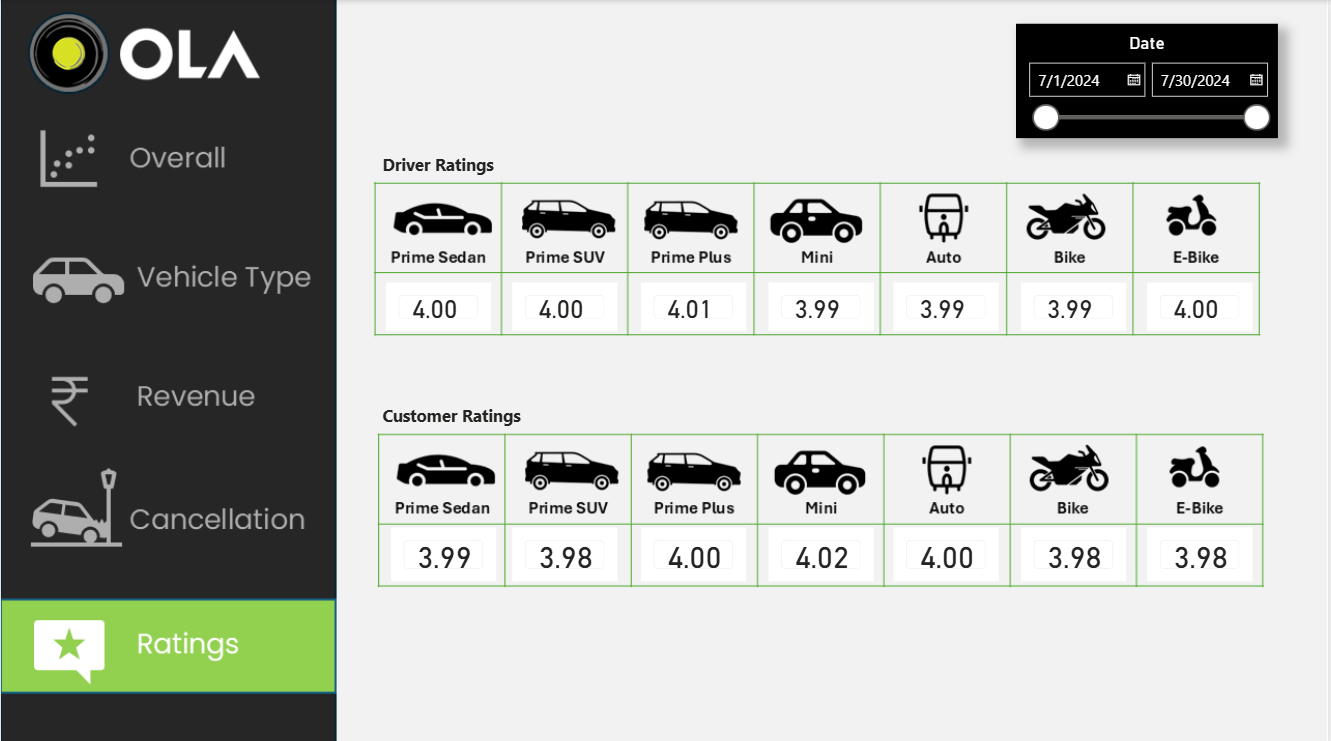 OLA
Overall
Vehicle Type
Revenue
Cancellation
Ratings
Date
7/1/2024 7/30/2024
Driver Ratings
Prime Sedan Prime SUV Prime Plus Mini Auto Bike E-Bike
4.00 4.00 4.01 3.99 3.99 3.99 4.00
Customer Ratings
Prime Sedan Prime SUV Prime Plus Mini Auto Bike E-Bike
3.99 3.98 4.00 4.02 4.00 3.98 3.98